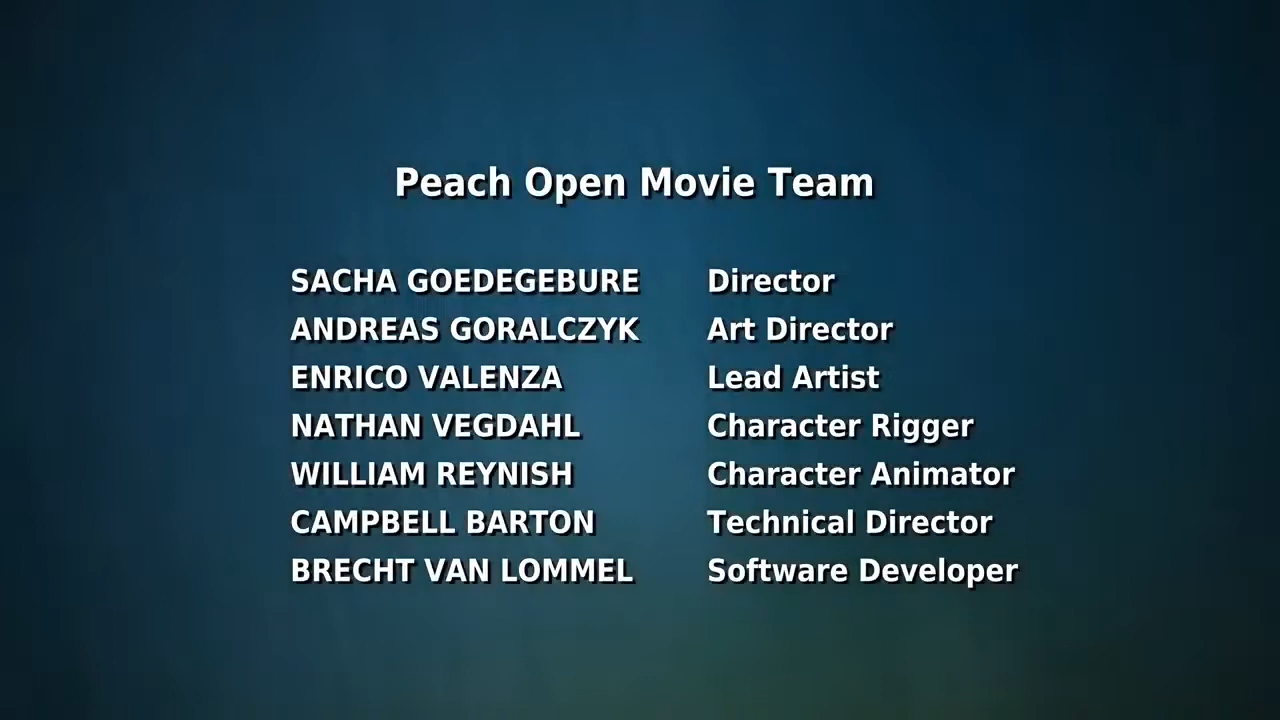 Peach Open Movie Team
SACHA GOEDEGEBURE Director
ANDREAS GORALCZYK Art Director
ENRICO VALENZA Lead Artist
NATHAN VEGDAHL Character Rigger
WILLIAM REYNISH Character Animator
CAMPBELL BARTON Technical Director
BRECHT VAN LOMMEL Software Developer